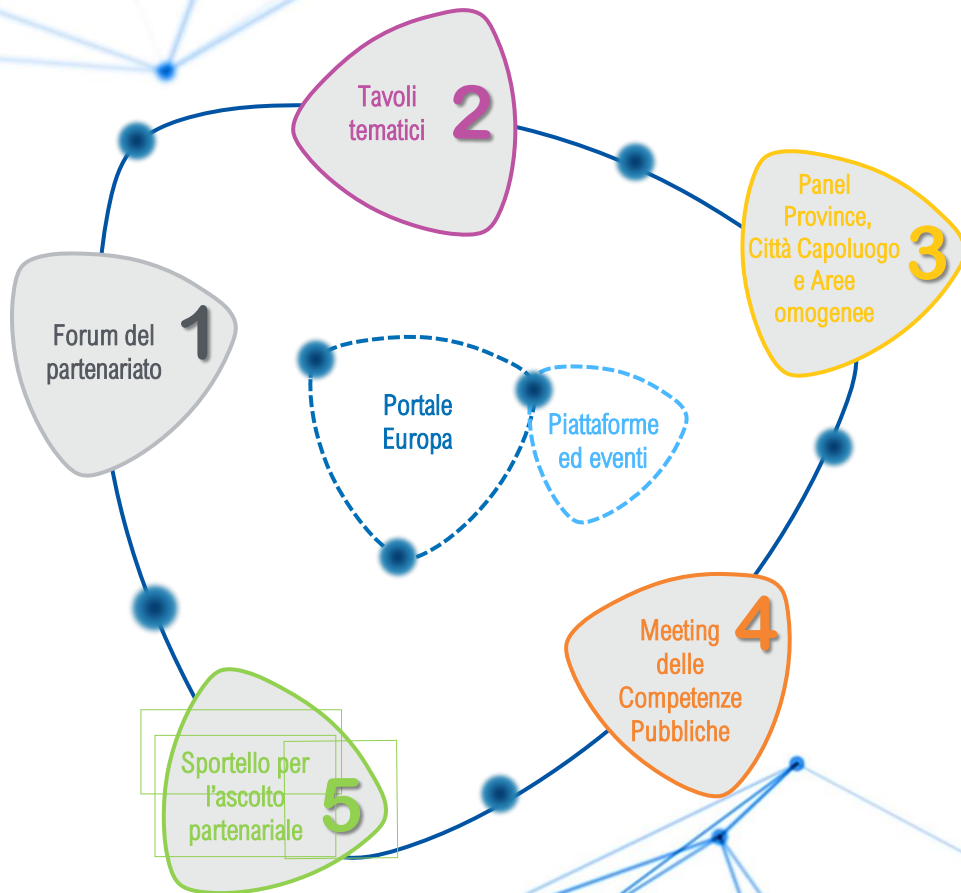 Forum del
partenariato
1
Tavoli
tematici
2
Panel
Province,
Città Capoluogo
e Aree
omogenee
3
Meeting
delle
Competenze
Pubbliche
4
Sportello per
l'ascolto
partenariale
5
Portale
Europa
Piattaforme
ed eventi